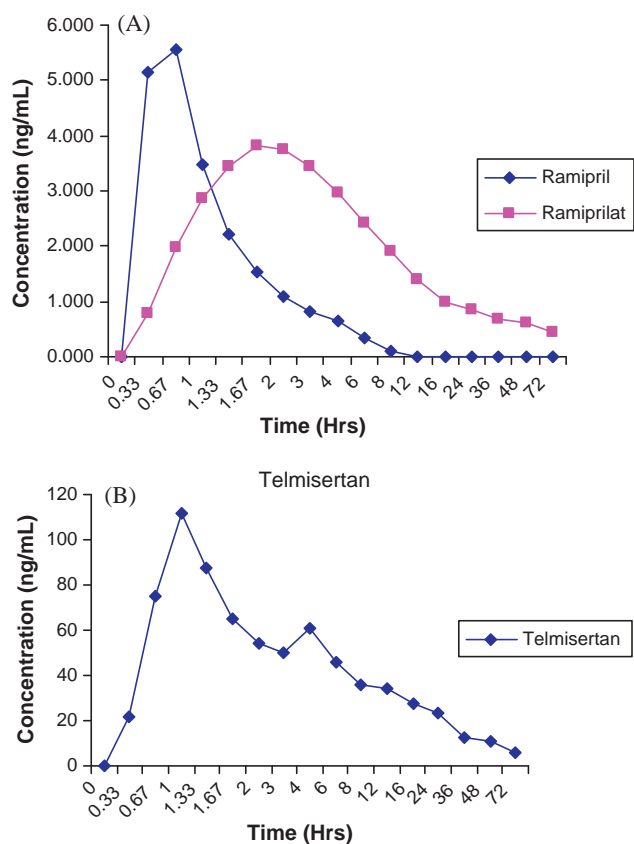 (A)
Concentration (ng/mL)
6.000
5.000
4.000
3.000
2.000
1.000
0.000
0 0.33 0.67 1 1.33 1.67 2 3 4 6 8 12 16 24 36 48 72
Time (Hrs)
Ramipril
Ramiprilat
Telmisertan
(B)
Concentration (ng/mL)
120
100
80
60
40
20
0
0 0.33 0.67 1 1.33 1.67 2 3 4 6 8 12 16 24 36 48 72
Time (Hrs)
Telmisertan